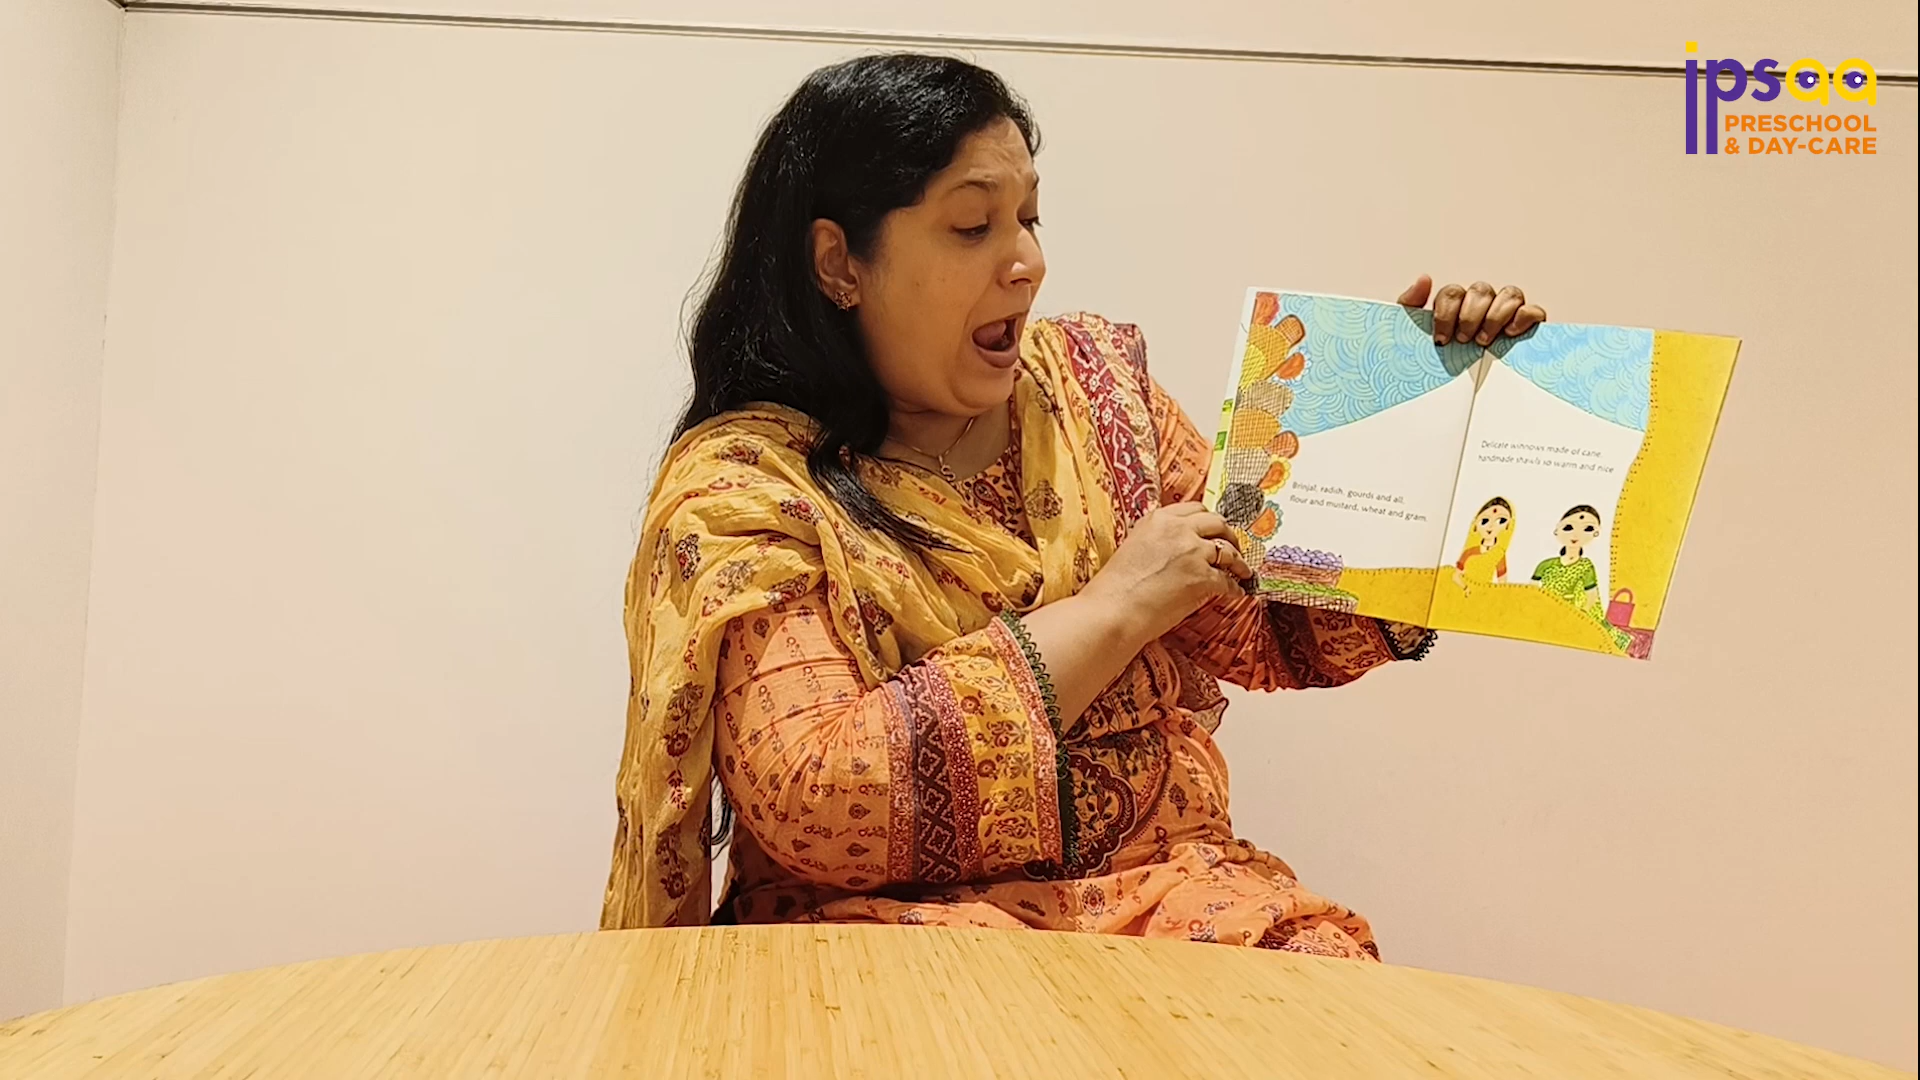 ipsaa
PRESCHOOL
& DAY-CARE
Brinjal, radish, gourds and all,
flour and mustard, wheat and gram.
Delicate winnows made of cane,
handmade shawls so warm and nice